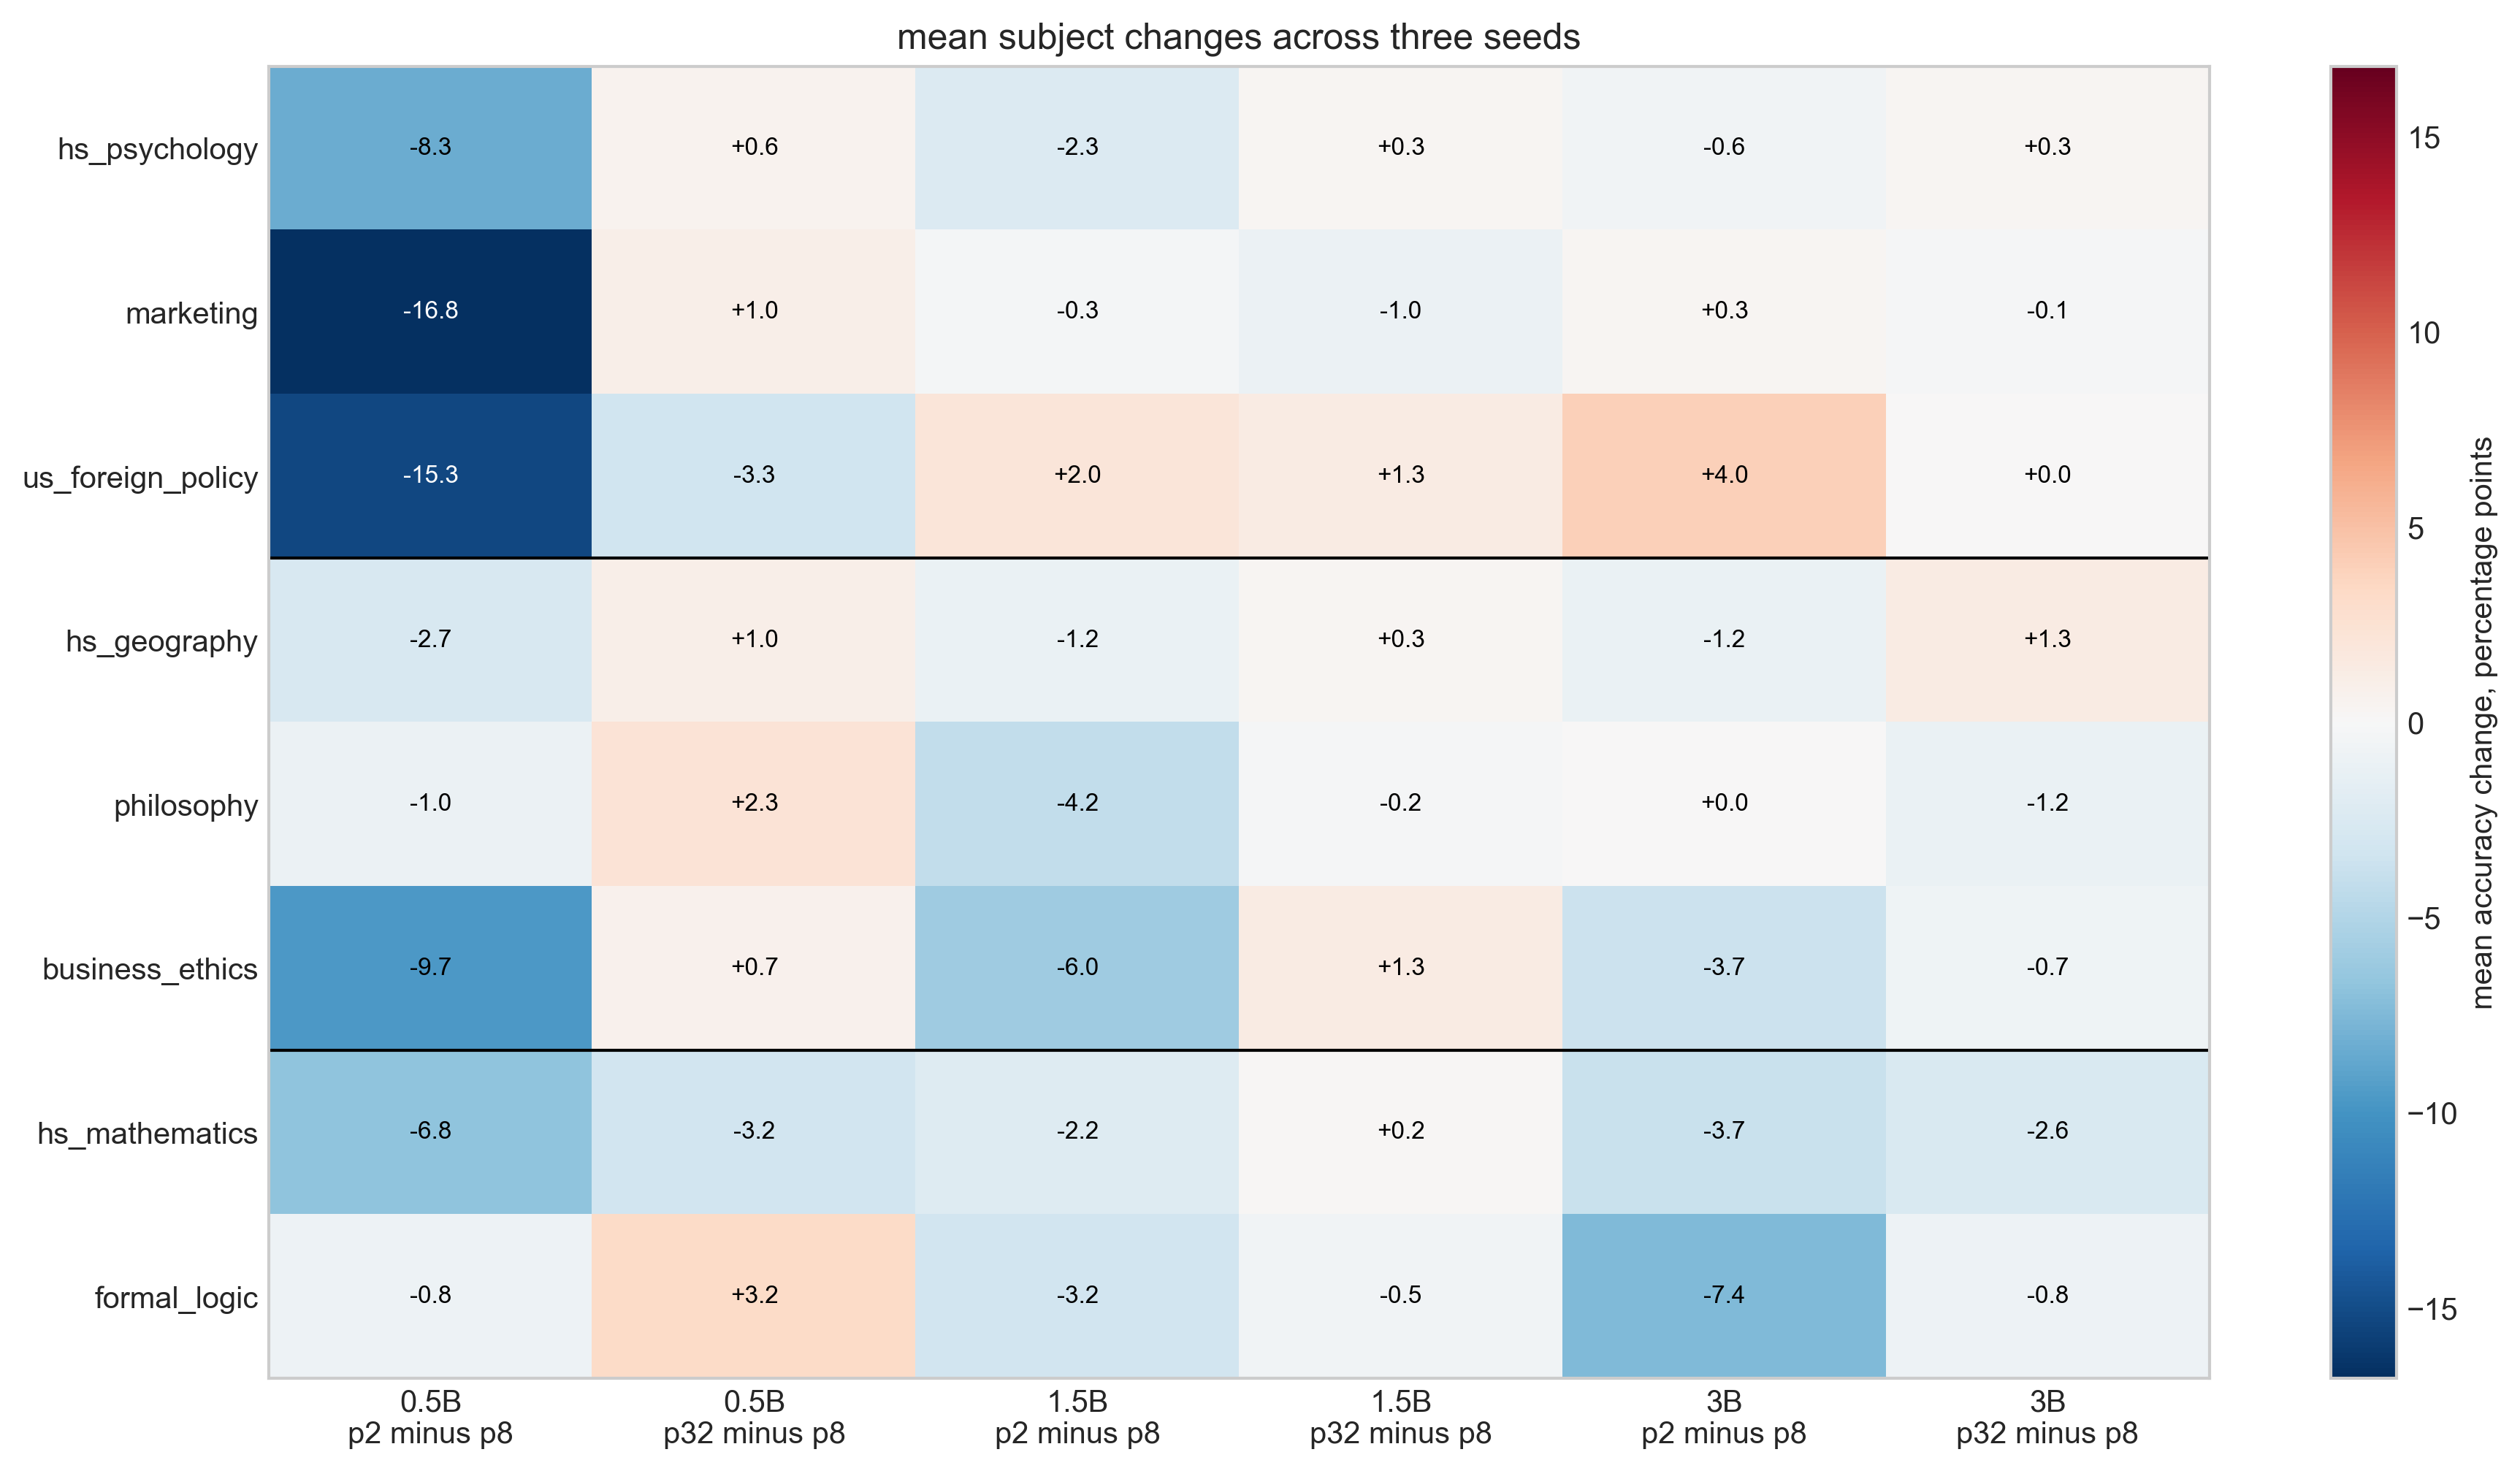 mean subject changes across three seeds
hs_psychology -8.3 +0.6 -2.3 +0.3 -0.6 +0.3
marketing -16.8 +1.0 -0.3 -1.0 +0.3 -0.1
us_foreign_policy -15.3 -3.3 +2.0 +1.3 +4.0 +0.0
hs_geography -2.7 +1.0 -1.2 +0.3 -1.2 +1.3
philosophy -1.0 +2.3 -4.2 -0.2 +0.0 -1.2
business_ethics -9.7 +0.7 -6.0 +1.3 -3.7 -0.7
hs_mathematics -6.8 -3.2 -2.2 +0.2 -3.7 -2.6
formal_logic -0.8 +3.2 -3.2 -0.5 -7.4 -0.8
0.5B 0.5B 1.5B 1.5B 3B 3B
p2 minus p8 p32 minus p8 p2 minus p8 p32 minus p8 p2 minus p8 p32 minus p8
15
10
5
0
−5
−10
−15
mean accuracy change, percentage points